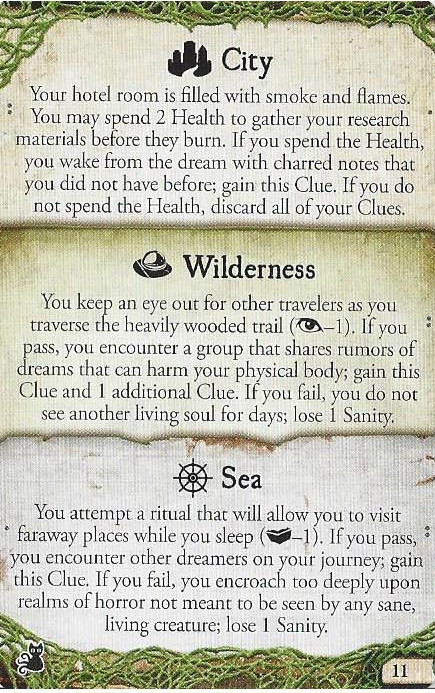 City
Your hotel room is filled with smoke and flames.
You may spend 2 Health to gather your research
materials before they burn. If you spend the Health,
you wake from the dream with charred notes that
you did not have before; gain this Clue. If you do
not spend the Health, discard all of your Clues.
Wilderness
You keep an eye out for other travelers as you
traverse the heavily wooded trail (–1). If you
pass, you encounter a group that shares rumors of
dreams that can harm your physical body; gain this
Clue and 1 additional Clue. If you fail, you do not
see another living soul for days; lose 1 Sanity.
Sea
You attempt a ritual that will allow you to visit
faraway places while you sleep (–1). If you pass,
you encounter other dreamers on your journey; gain
this Clue. If you fail, you encroach too deeply upon
realms of horror not meant to be seen by any sane,
living creature; lose 1 Sanity.
11